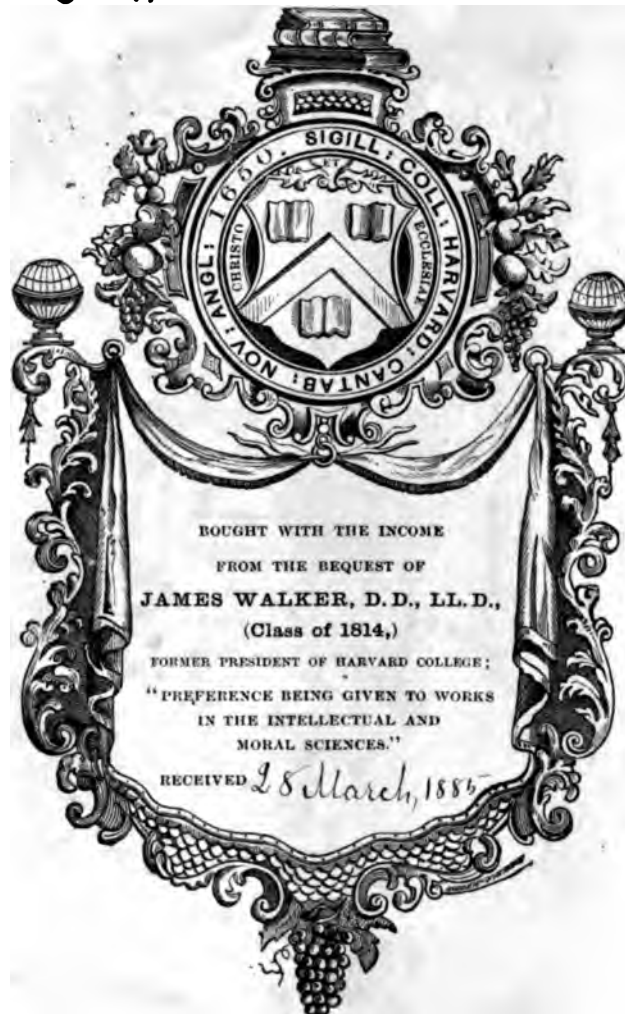 SIGILL: COLL: HARVARD: CANTAB: NOV: ANGL: 1650.
ET
CHRISTO
ECCLESIAE
BOUGHT WITH THE INCOME
FROM THE BEQUEST OF
JAMES WALKER, D.D., LL.D.,
(Class of 1814,)
FORMER PRESIDENT OF HARVARD COLLEGE;
"PREFERENCE BEING GIVEN TO WORKS
IN THE INTELLECTUAL AND
MORAL SCIENCES."
RECEIVED 28 March, 1885